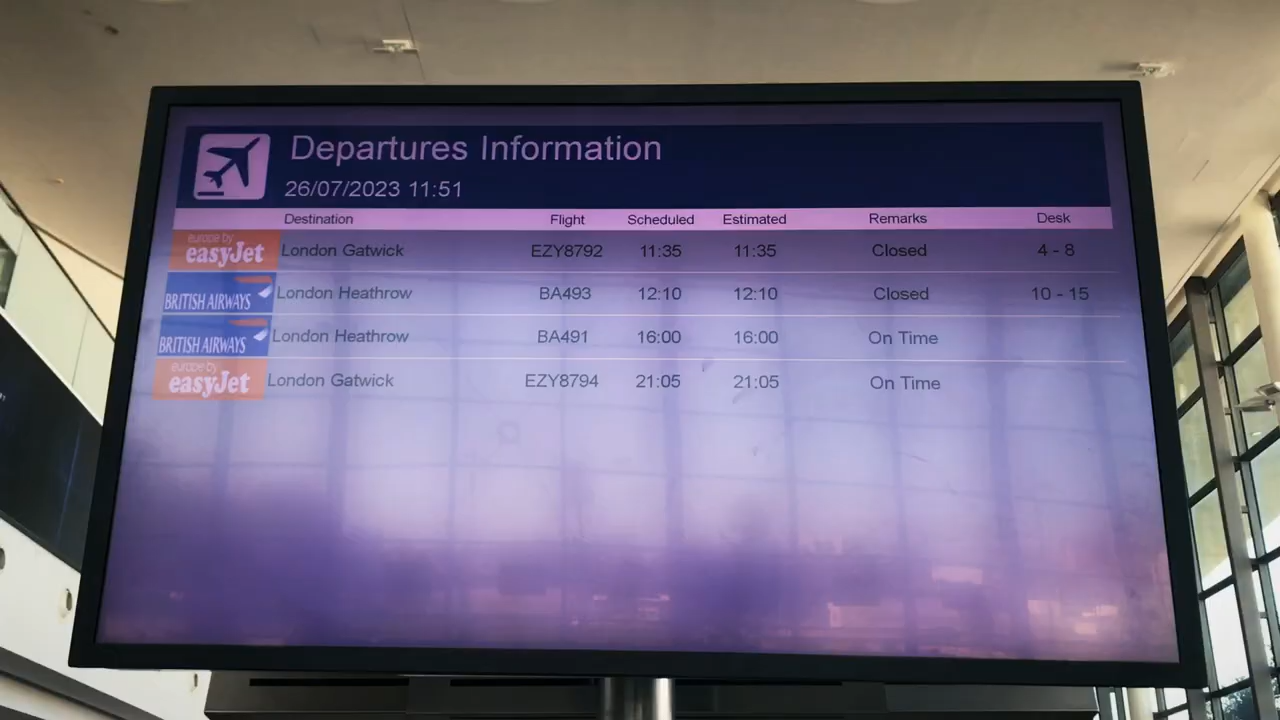 Departures Information
26/07/2023 11:51
Destination Flight Scheduled Estimated Remarks Desk
europe by easyJet London Gatwick EZY8792 11:35 11:35 Closed 4 - 8
BRITISH AIRWAYS London Heathrow BA493 12:10 12:10 Closed 10 - 15
BRITISH AIRWAYS London Heathrow BA491 16:00 16:00 On Time
europe by easyJet London Gatwick EZY8794 21:05 21:05 On Time